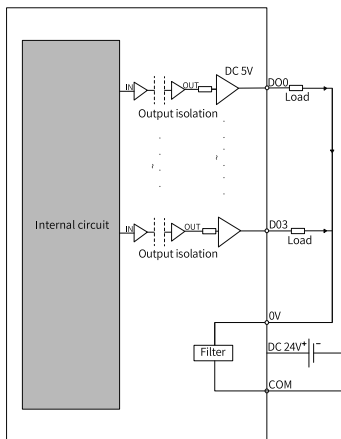 DC 5V
IN
OUT
DO0
Load
Output isolation
Internal circuit
IN
OUT
D03
Load
Output isolation
0V
Filter
DC 24V+ -
COM